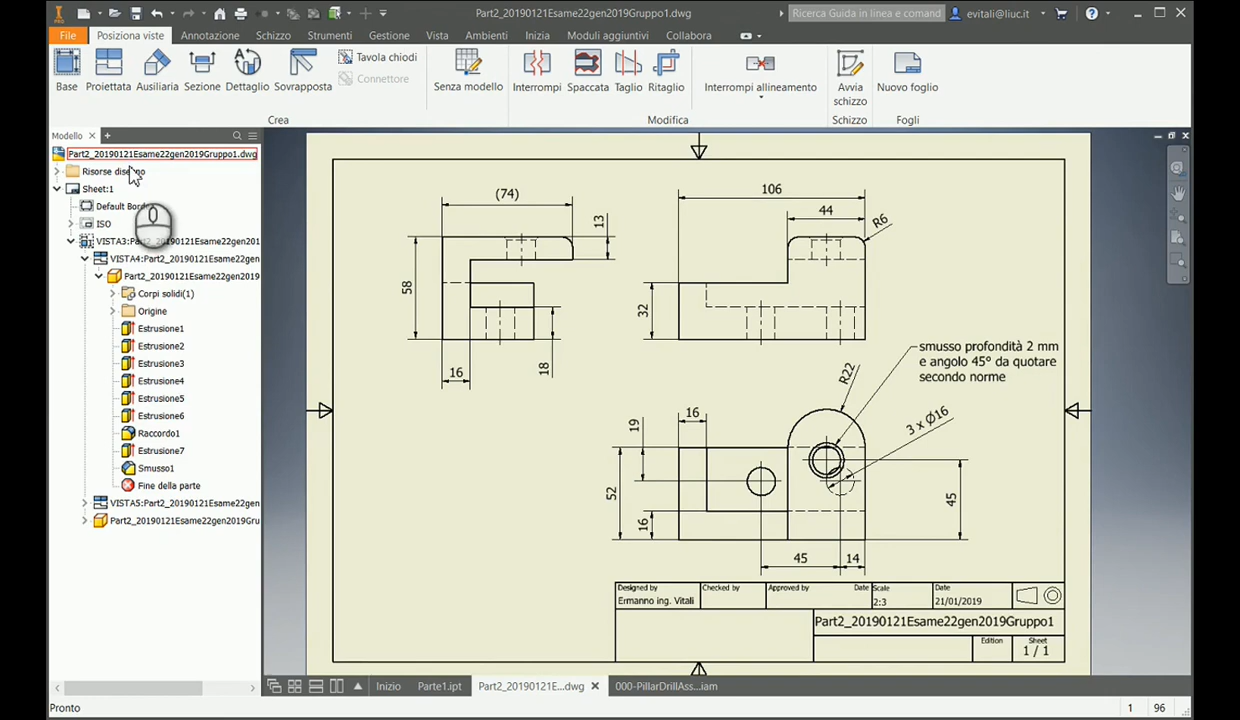 PRO
Part2_20190121Esame22gen2019Gruppo1.dwg
Ricerca Guida in linea e comand
evitali@liuc.it
?
File
Posiziona viste
Annotazione
Schizzo
Strumenti
Gestione
Vista
Ambienti
Inizia
Moduli aggiuntivi
Collabora
Base
Proiettata
Ausiliaria
Sezione
Dettaglio
Sovrapposta
Tavola chiodi
Connettore
Senza modello
Interrompi
Spaccata
Taglio
Ritaglio
Interrompi allineamento
Avvia schizzo
Nuovo foglio
Crea
Modifica
Schizzo
Fogli
Modello
Part2_20190121Esame22gen2019Gruppo1.dwg
Sheet:1
ISO
VISTA3:Part2_20190121Esame22gen201
VISTA4:Part2_20190121Esame22gen
Part2_20190121Esame22gen2019
Corpi solidi(1)
Origine
Estrusione1
Estrusione2
Estrusione3
Estrusione4
Estrusione5
Estrusione6
Raccordo1
Estrusione7
Smusso1
Fine della parte
VISTA5:Part2_20190121Esame22gen
Part2_20190121Esame22gen2019Gru
(74)
13
58
16
18
106
44
R6
32
smusso profondità 2 mm
e angolo 45° da quotare
secondo norme
R22
3 x Ø16
16
19
52
16
45
45
14
Designed by
Ermanno ing. Vitali
Checked by
Approved by
Date
Scale
2:3
Date
21/01/2019
Part2_20190121Esame22gen2019Gruppo1
Edition
Sheet
1 / 1
Inizio
Parte1.ipt
Part2_20190121E...dwg
000-PillarDrillAss...iam
Pronto
1
96